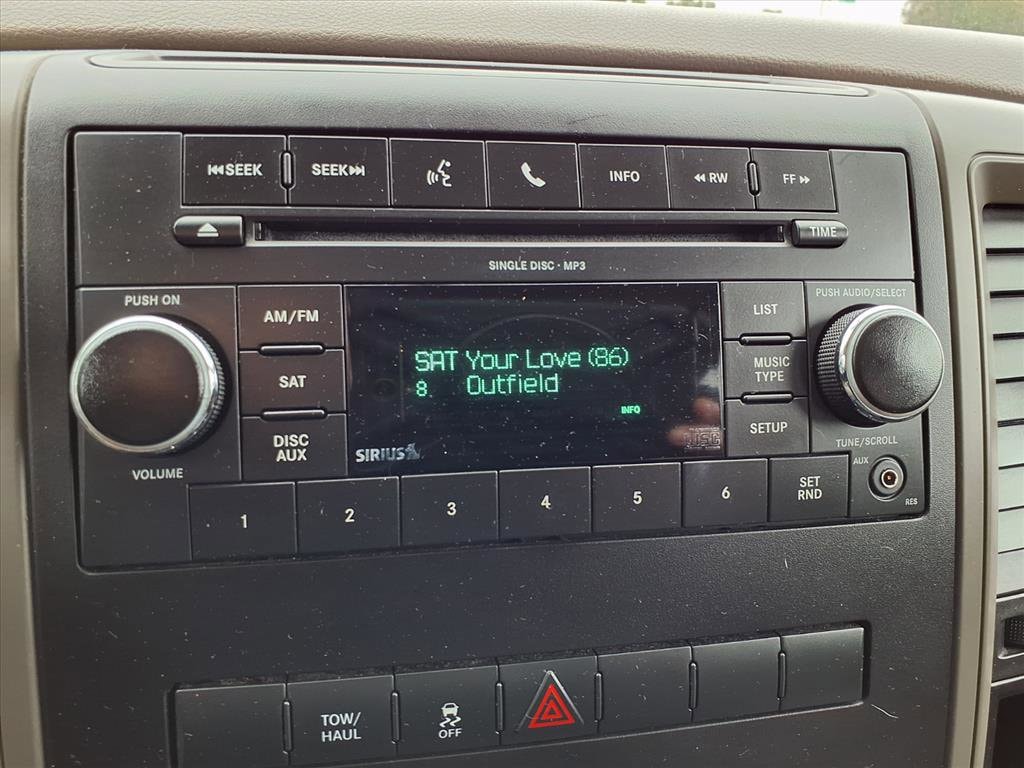 SEEK
SEEK
INFO
RW
FF
TIME
SINGLE DISC · MP3
PUSH ON
AM/FM
SAT
DISC
AUX
VOLUME
SAT Your Love (86)
8 Outfield
INFO
SIRIUS
DISC
LIST
MUSIC
TYPE
SETUP
PUSH AUDIO/SELECT
TUNE/SCROLL
AUX
RES
1
2
3
4
5
6
SET
RND
TOW/
HAUL
OFF